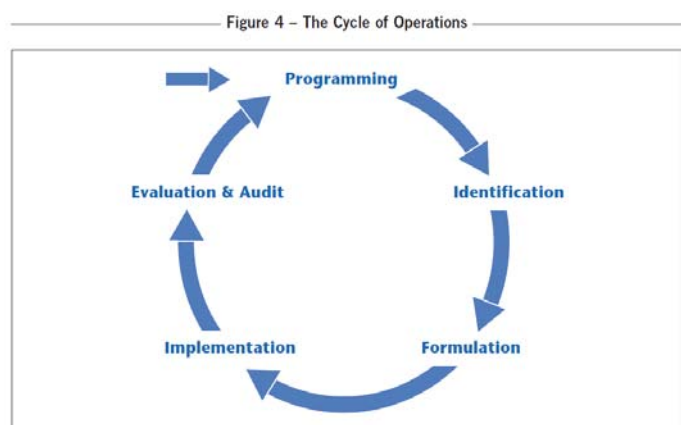 Figure 4 – The Cycle of Operations
Programming
Evaluation & Audit
Identification
Implementation
Formulation